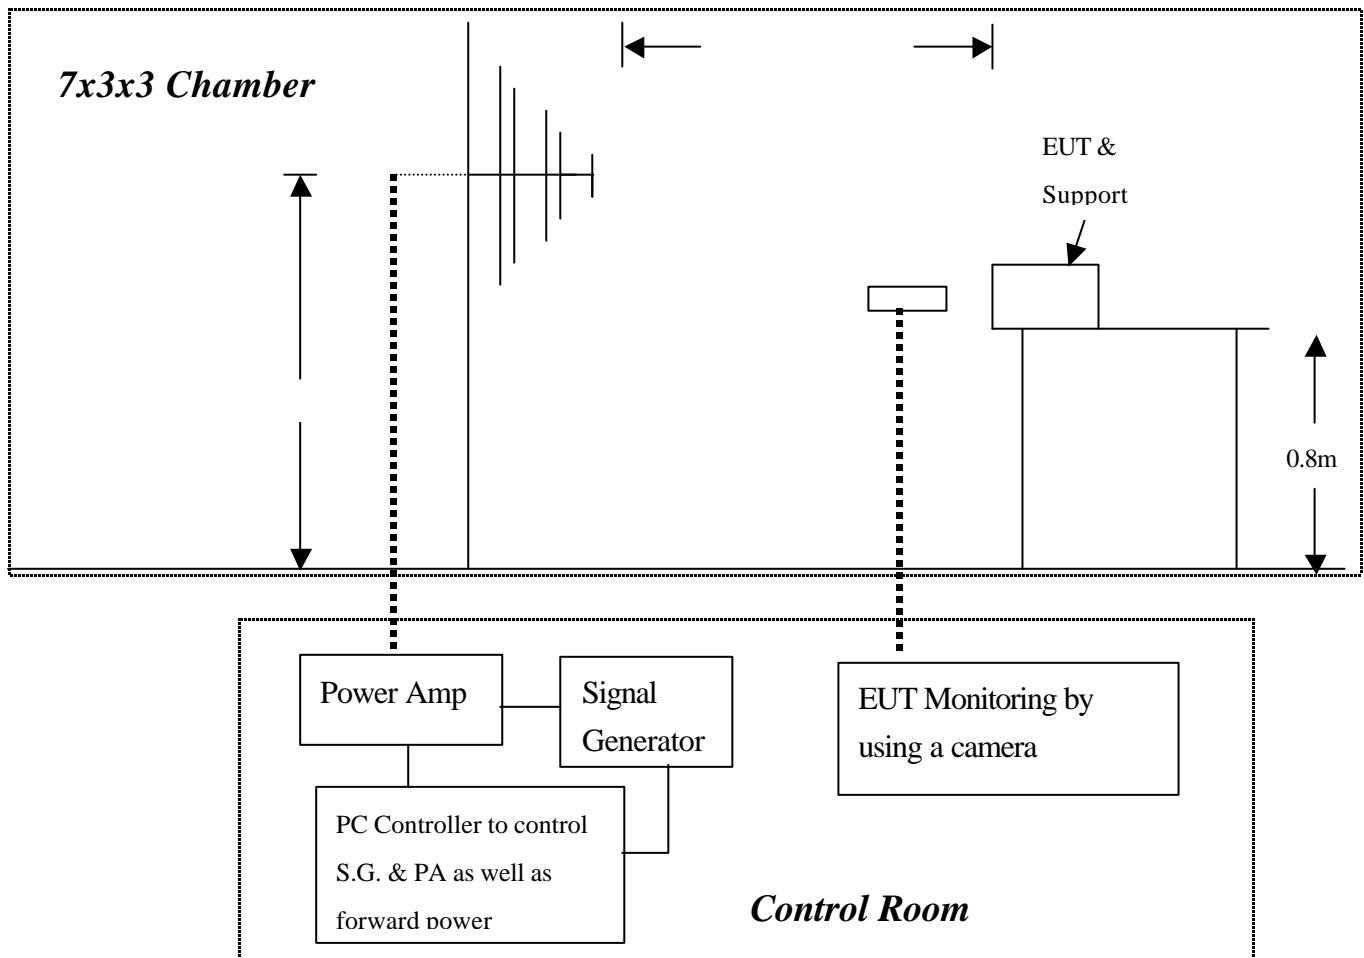 7x3x3 Chamber
EUT &
Support
0.8m
Power Amp
Signal
Generator
EUT Monitoring by
using a camera
PC Controller to control
S.G. & PA as well as
forward power
Control Room